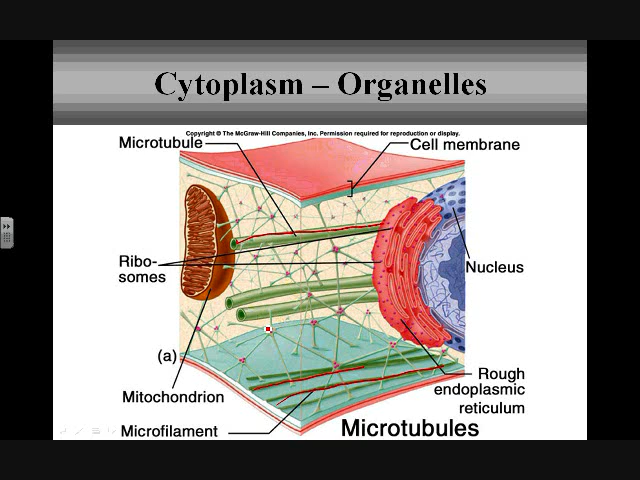 Cytoplasm – Organelles
Copyright © The McGraw-Hill Companies, Inc. Permission required for reproduction or display.
Microtubule
Cell membrane
Ribo-
somes
Nucleus
(a)
Mitochondrion
Rough
endoplasmic
reticulum
Microfilament
Microtubules